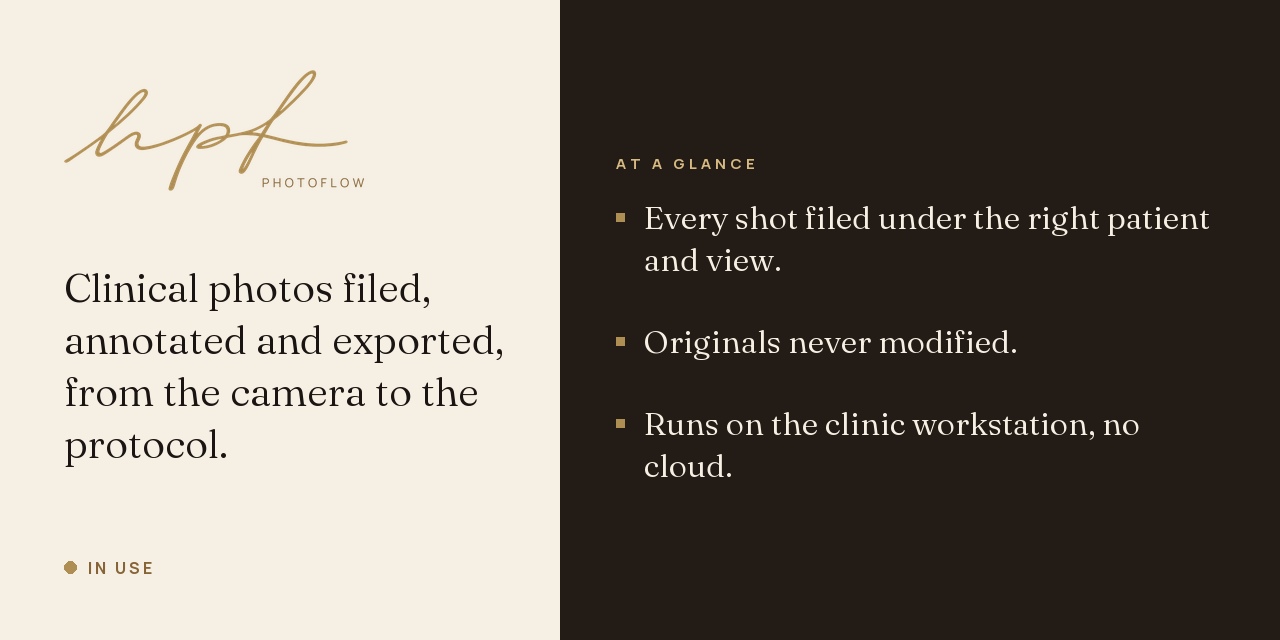 hpf
PHOTOFLOW
Clinical photos filed,
annotated and exported,
from the camera to the
protocol.
IN USE
AT A GLANCE
Every shot filed under the right patient
and view.
Originals never modified.
Runs on the clinic workstation, no
cloud.